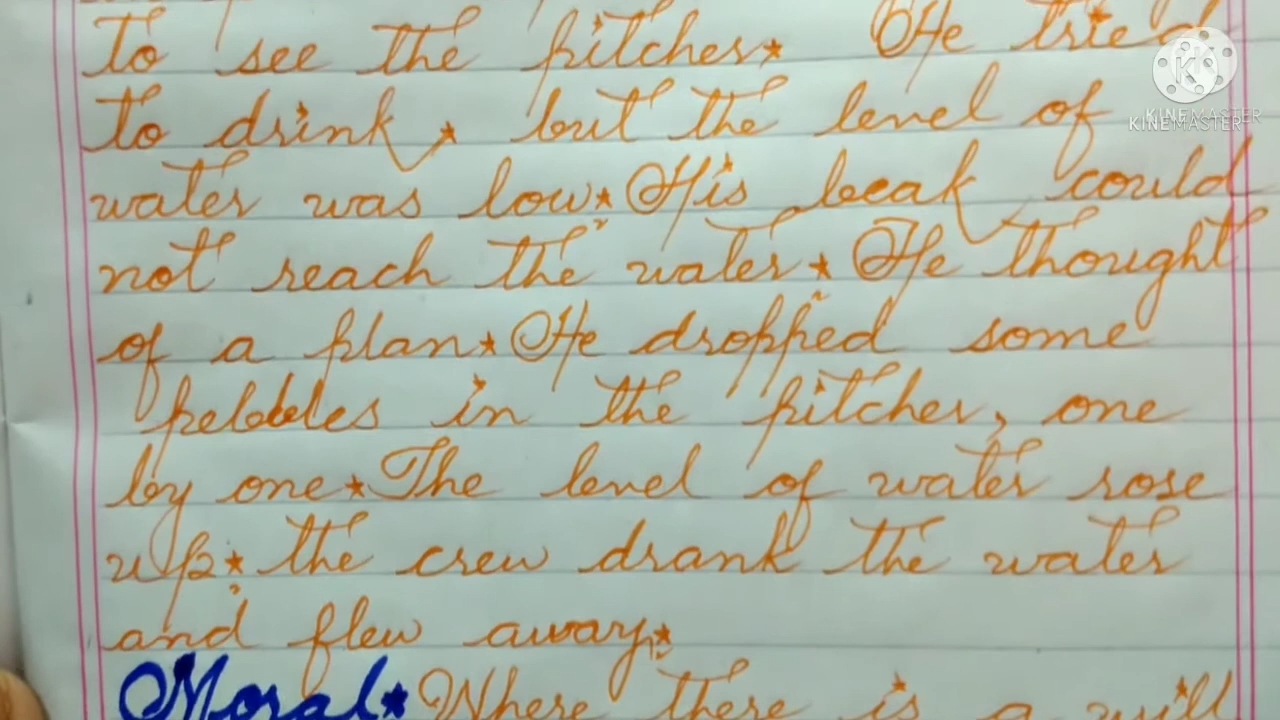 to see the pitcher. He tried
to drink, but the level of
water was low. His beak could
not reach the water. He thought
of a plan. He dropped some
pebbles in the pitcher, one
by one. The level of water rose
up. the crew drank the water
and flew away.
Moral. Where there is a will
KINEMASTER